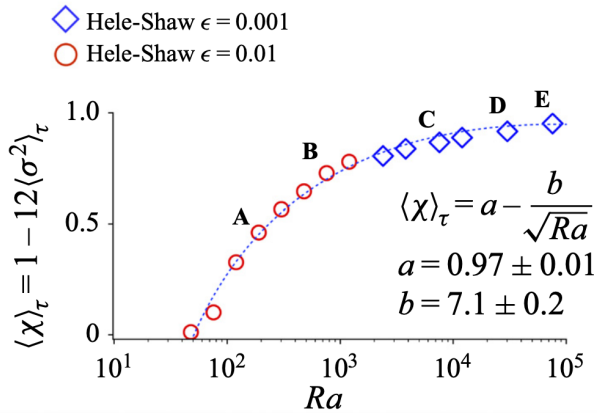 Hele-Shaw ϵ = 0.001
Hele-Shaw ϵ = 0.01
⟨χ⟩τ = 1 − 12⟨σ²⟩τ
1.0
0.5
0
A
B
C
D
E
⟨χ⟩τ = a − b/√Ra
a = 0.97 ± 0.01
b = 7.1 ± 0.2
10¹ 10² 10³ 10⁴ 10⁵
Ra